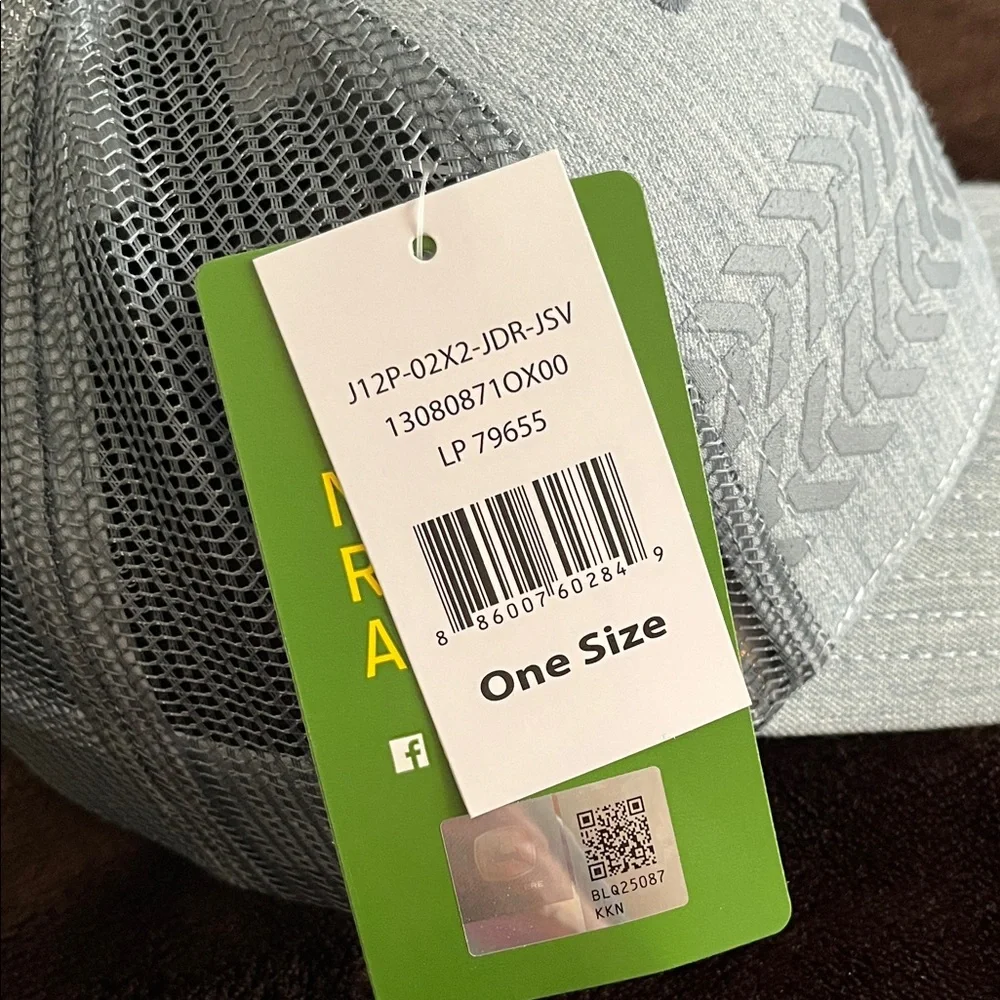 J12P-02X2-JDR-JSV
13080871OX00
LP 79655
8 86007 60284 9
One Size
N
R
A
f
BLQ25087
KKN